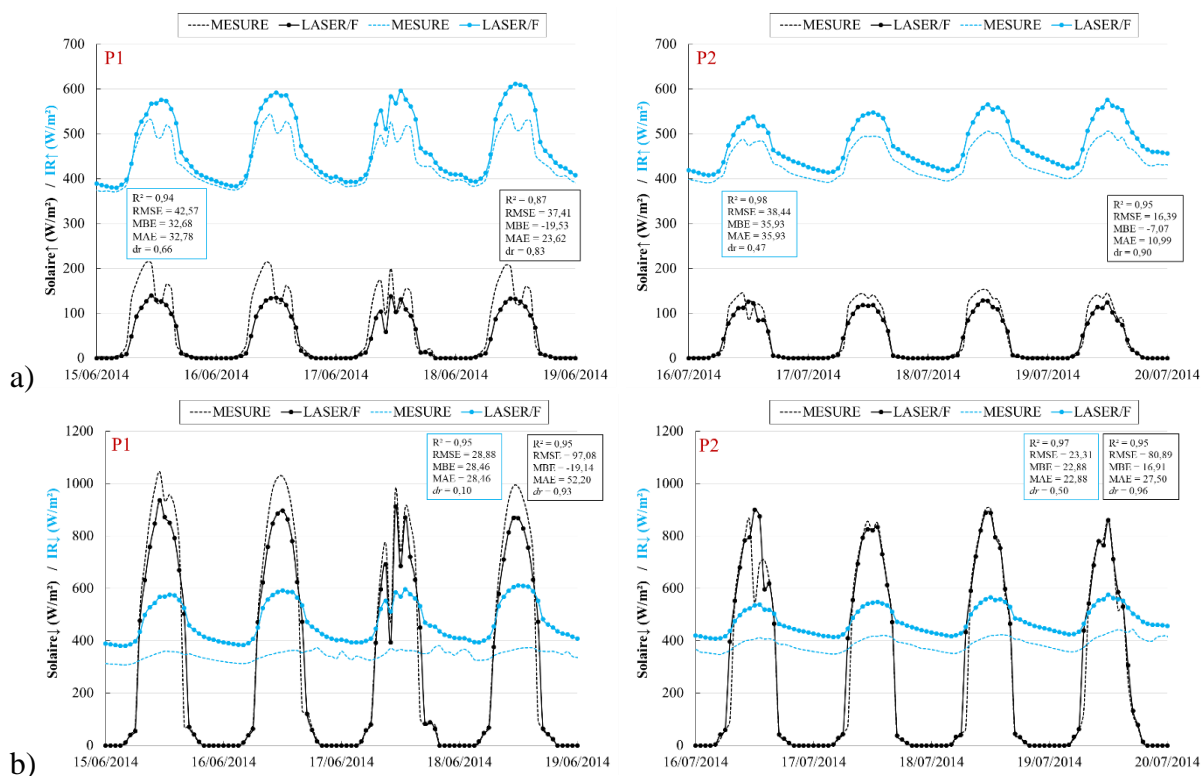 MESURE LASER/F MESURE LASER/F
P1
Solaire↑ (W/m²) / IR↑ (W/m²)
700
600
500
400
300
200
100
0
R² = 0,94
RMSE = 42,57
MBE = 32,68
MAE = 32,78
dr = 0,66
R² = 0,87
RMSE = 37,41
MBE = -19,53
MAE = 23,62
dr = 0,83
15/06/2014 16/06/2014 17/06/2014 18/06/2014 19/06/2014
MESURE LASER/F MESURE LASER/F
P2
Solaire↑ (W/m²) / IR↑ (W/m²)
700
600
500
400
300
200
100
0
R² = 0,98
RMSE = 38,44
MBE = 35,93
MAE = 35,93
dr = 0.47
R² = 0,95
RMSE = 16,39
MBE = -7,07
MAE = 10,99
dr = 0,90
16/07/2014 17/07/2014 18/07/2014 19/07/2014 20/07/2014
a)
MESURE LASER/F MESURE LASER/F
P1
Solaire↓ (W/m²) / IR↓ (W/m²)
1200
1000
800
600
400
200
0
R² = 0,95
RMSE = 28,88
MBE = 28,46
MAE = 28,46
dr = 0,10
R² = 0,95
RMSE = 97,08
MBE = -19,14
MAE = 52,20
dr = 0,93
15/06/2014 16/06/2014 17/06/2014 18/06/2014 19/06/2014
MESURE LASER/F MESURE LASER/F
P2
Solaire↓ (W/m²) / IR↓ (W/m²)
1200
1000
800
600
400
200
0
R² = 0,97
RMSE = 23,31
MBE = 22,88
MAE = 22,88
dr = 0,50
R² = 0,95
RMSE = 80,89
MBE = 16,91
MAE = 27,50
dr = 0,96
16/07/2014 17/07/2014 18/07/2014 19/07/2014 20/07/2014
b)